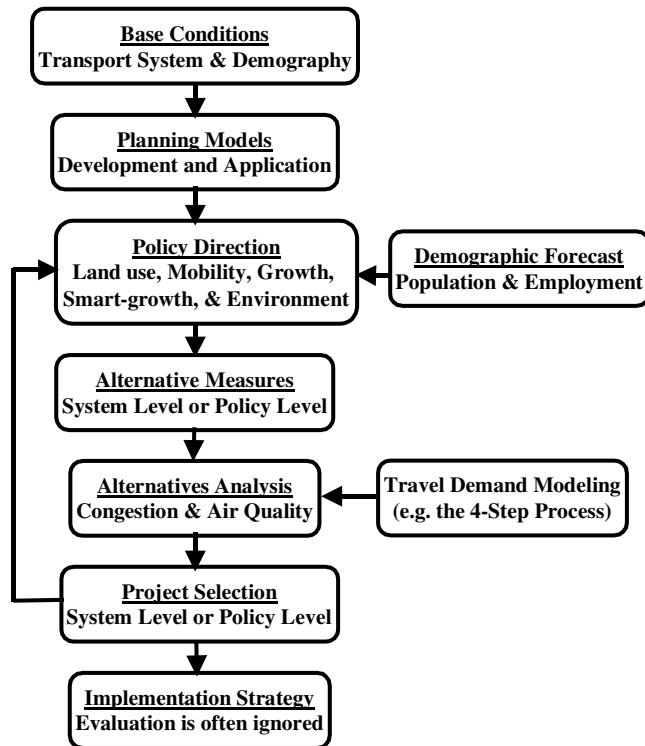 Base Conditions
Transport System & Demography
Planning Models
Development and Application
Policy Direction
Land use, Mobility, Growth,
Smart-growth, & Environment
Demographic Forecast
Population & Employment
Alternative Measures
System Level or Policy Level
Alternatives Analysis
Congestion & Air Quality
Travel Demand Modeling
(e.g. the 4-Step Process)
Project Selection
System Level or Policy Level
Implementation Strategy
Evaluation is often ignored